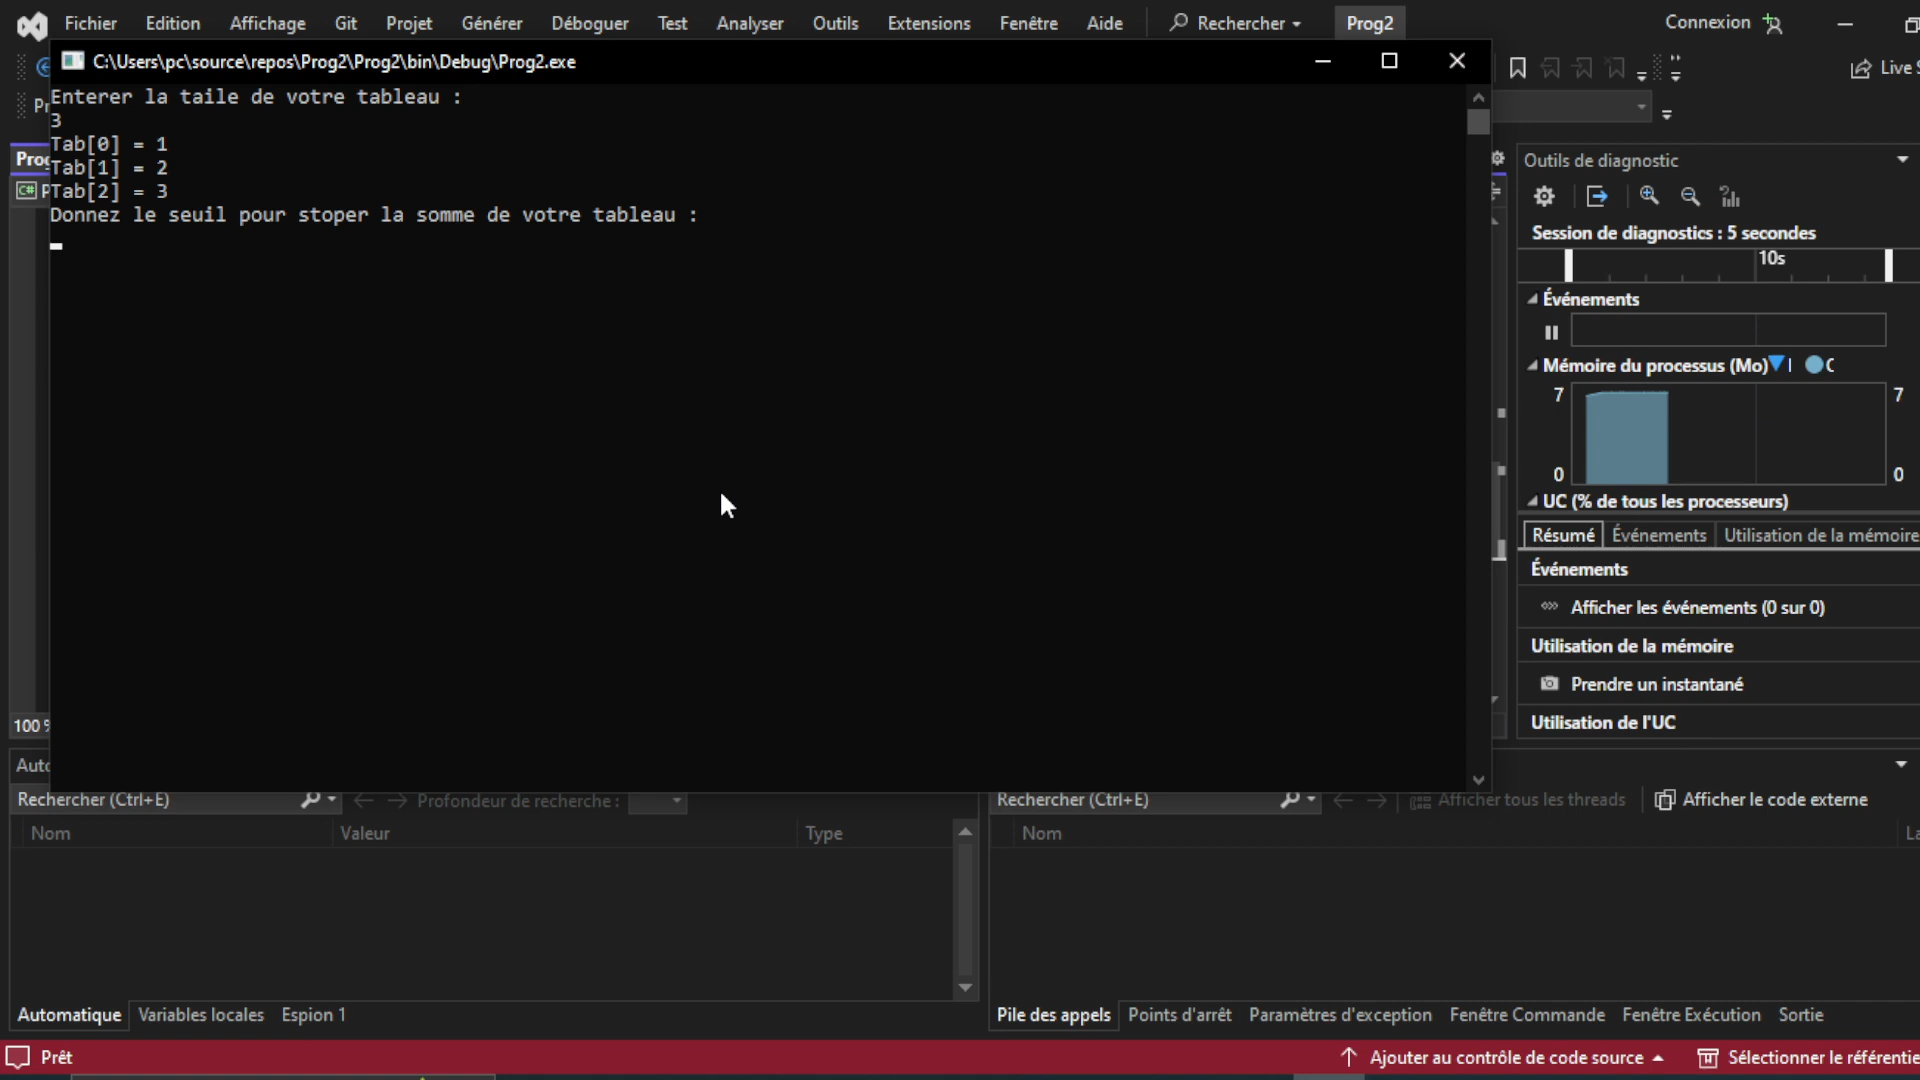 Fichier Edition Affichage Git Projet Générer Déboguer Test Analyser Outils Extensions Fenêtre Aide Rechercher Prog2 Connexion
C:\Users\pc\source\repos\Prog2\Prog2\bin\Debug\Prog2.exe
Live
Enterer la taile de votre tableau :
3
Tab[0] = 1
Tab[1] = 2
Tab[2] = 3
Donnez le seuil pour stoper la somme de votre tableau :
Outils de diagnostic
Session de diagnostics : 5 secondes
10s
Événements
Mémoire du processus (Mo)
7 7
0 0
UC (% de tous les processeurs)
Résumé Événements Utilisation de la mémoire
Événements
Afficher les événements (0 sur 0)
Utilisation de la mémoire
Prendre un instantané
Utilisation de l'UC
100 %
Rechercher (Ctrl+E) Profondeur de recherche :
Nom Valeur Type
Automatique Variables locales Espion 1
Rechercher (Ctrl+E) Afficher tous les threads Afficher le code externe
Nom
Pile des appels Points d'arrêt Paramètres d'exception Fenêtre Commande Fenêtre Exécution Sortie
Prêt Ajouter au contrôle de code source Sélectionner le référentie